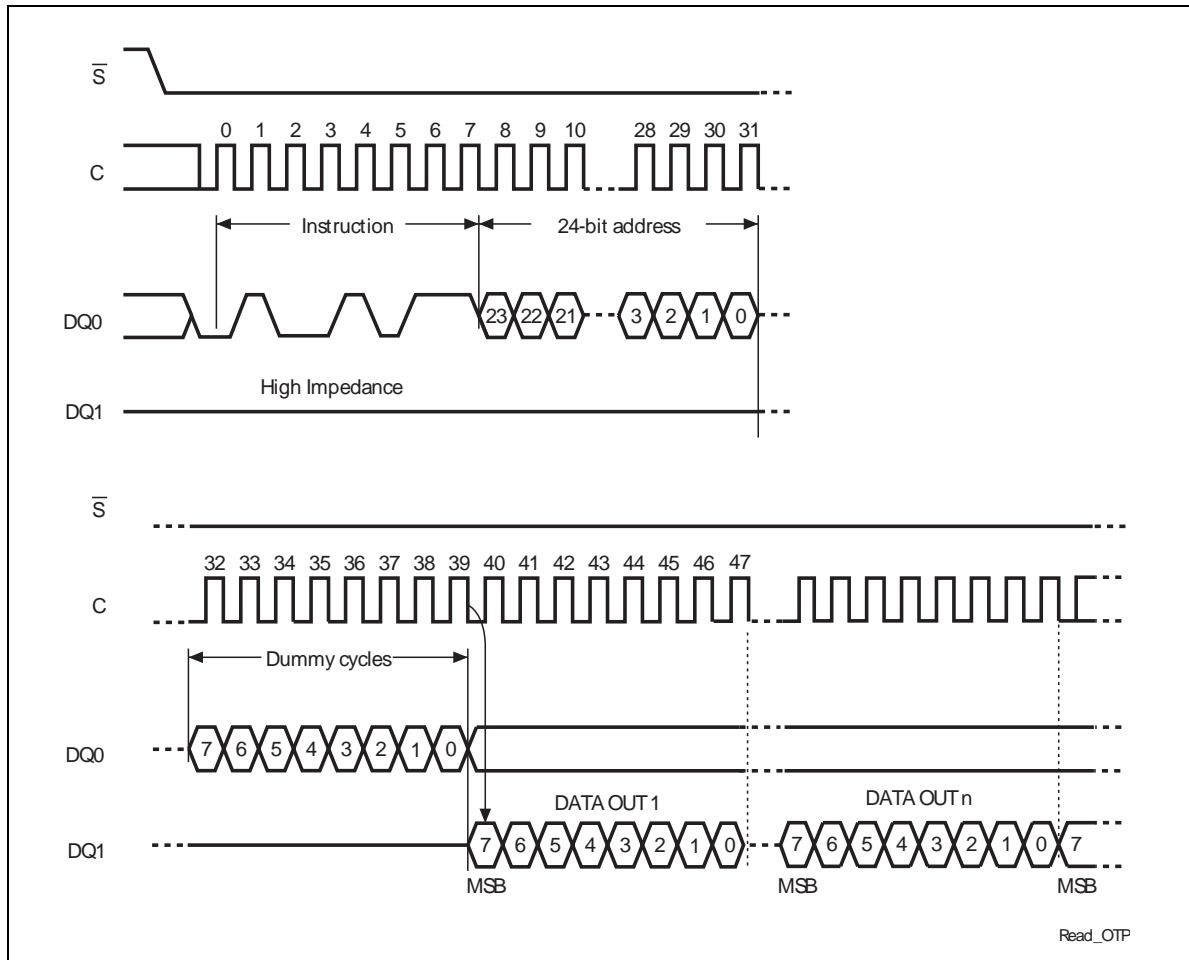 S
0 1 2 3 4 5 6 7 8 9 10 28 29 30 31
C
Instruction 24-bit address
DQ0 23 22 21 3 2 1 0
High Impedance
DQ1
S
32 33 34 35 36 37 38 39 40 41 42 43 44 45 46 47
C
Dummy cycles
DQ0 7 6 5 4 3 2 1 0
DATA OUT 1 DATA OUT n
DQ1 7 6 5 4 3 2 1 0 7 6 5 4 3 2 1 0 7
MSB MSB MSB
Read_OTP